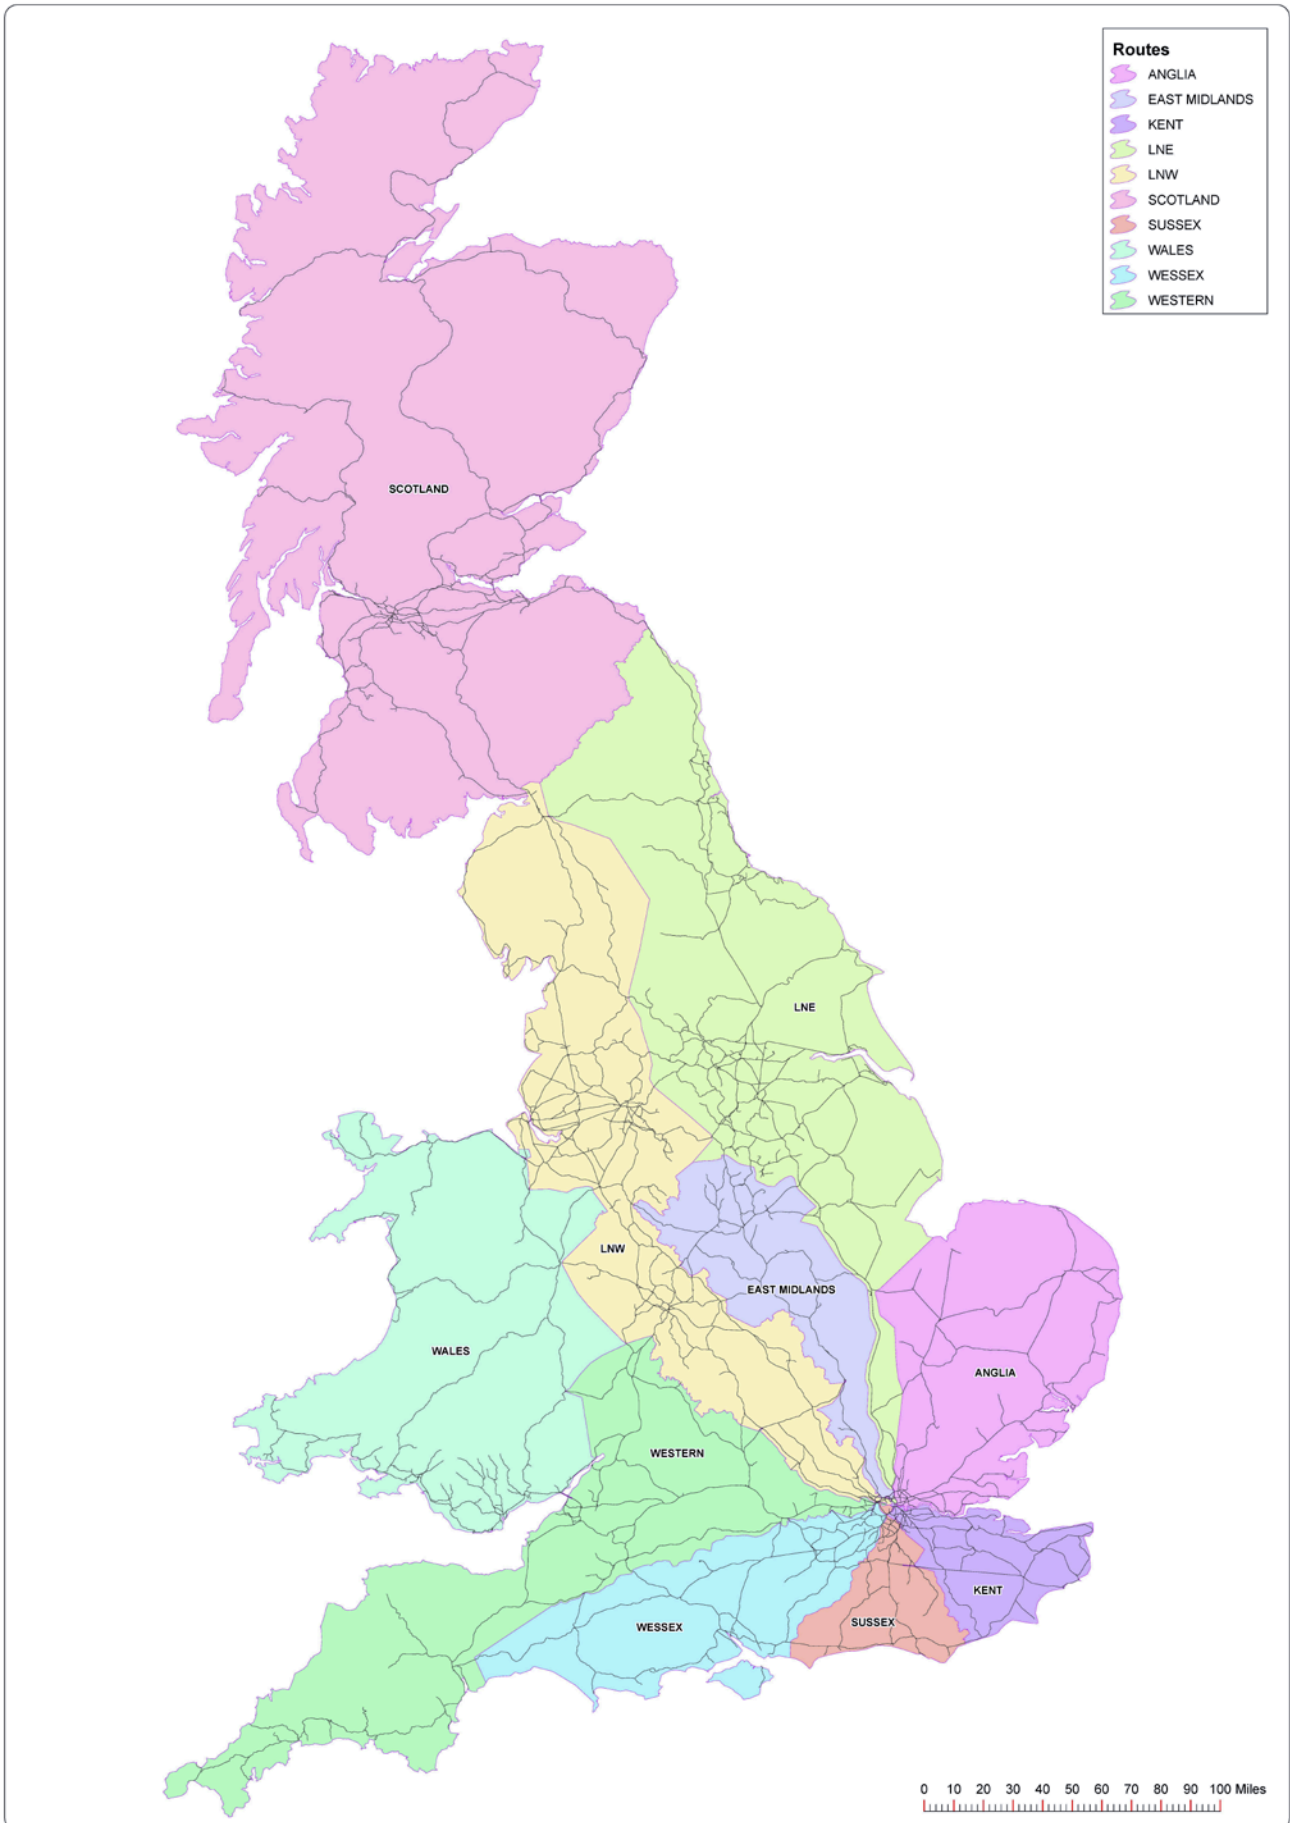 Routes
ANGLIA
EAST MIDLANDS
KENT
LNE
LNW
SCOTLAND
SUSSEX
WALES
WESSEX
WESTERN
SCOTLAND
LNE
LNW
EAST MIDLANDS
WALES
ANGLIA
WESTERN
KENT
SUSSEX
WESSEX
0 10 20 30 40 50 60 70 80 90 100 Miles